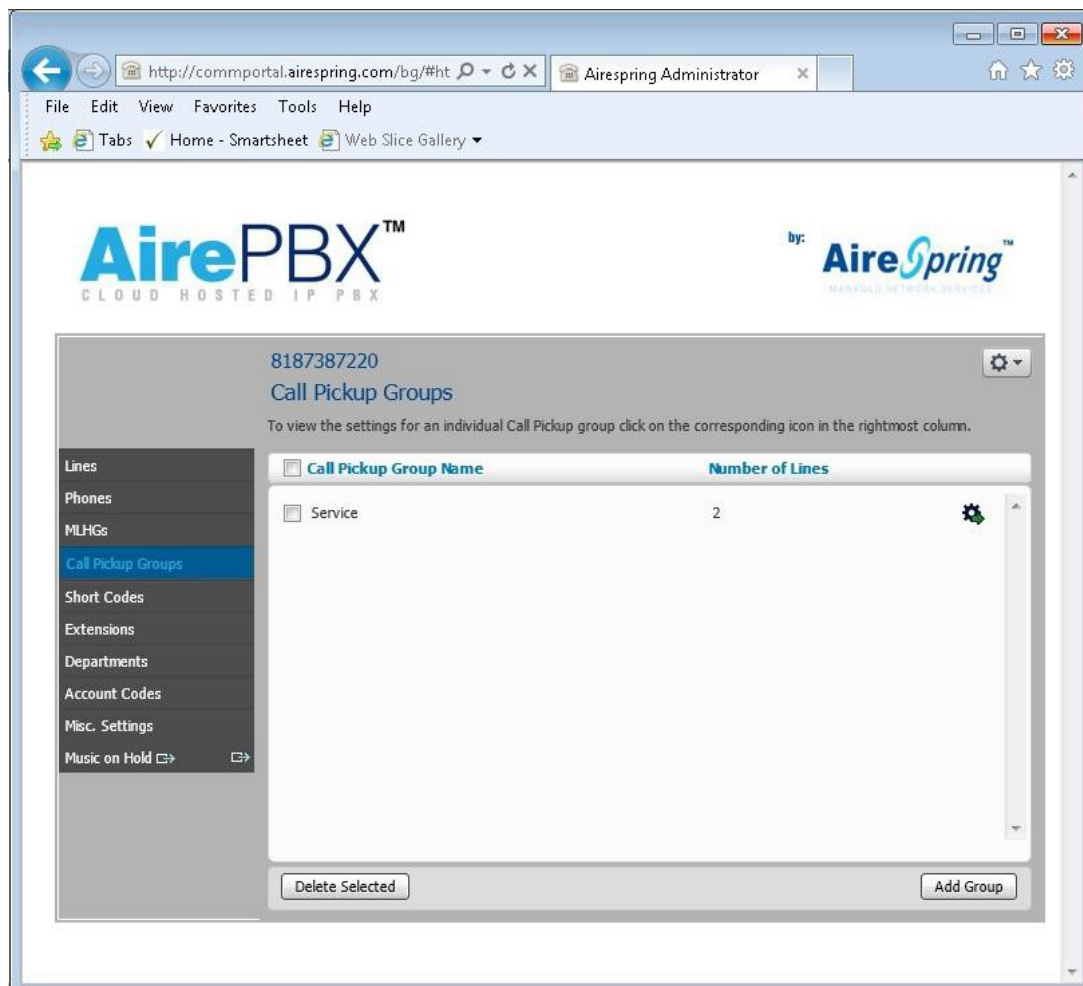 http://commportal.airespring.com/bg/#ht
Airespring Administrator
File Edit View Favorites Tools Help
Tabs Home - Smartsheet Web Slice Gallery
AirePBX™
CLOUD HOSTED IP PBX
by:
AireSpring™
MANAGED NETWORK SERVICES
8187387220
Call Pickup Groups
To view the settings for an individual Call Pickup group click on the corresponding icon in the rightmost column.
Lines
Phones
MLHGs
Call Pickup Groups
Short Codes
Extensions
Departments
Account Codes
Misc. Settings
Music on Hold
Call Pickup Group Name Number of Lines
Service 2
Delete Selected Add Group